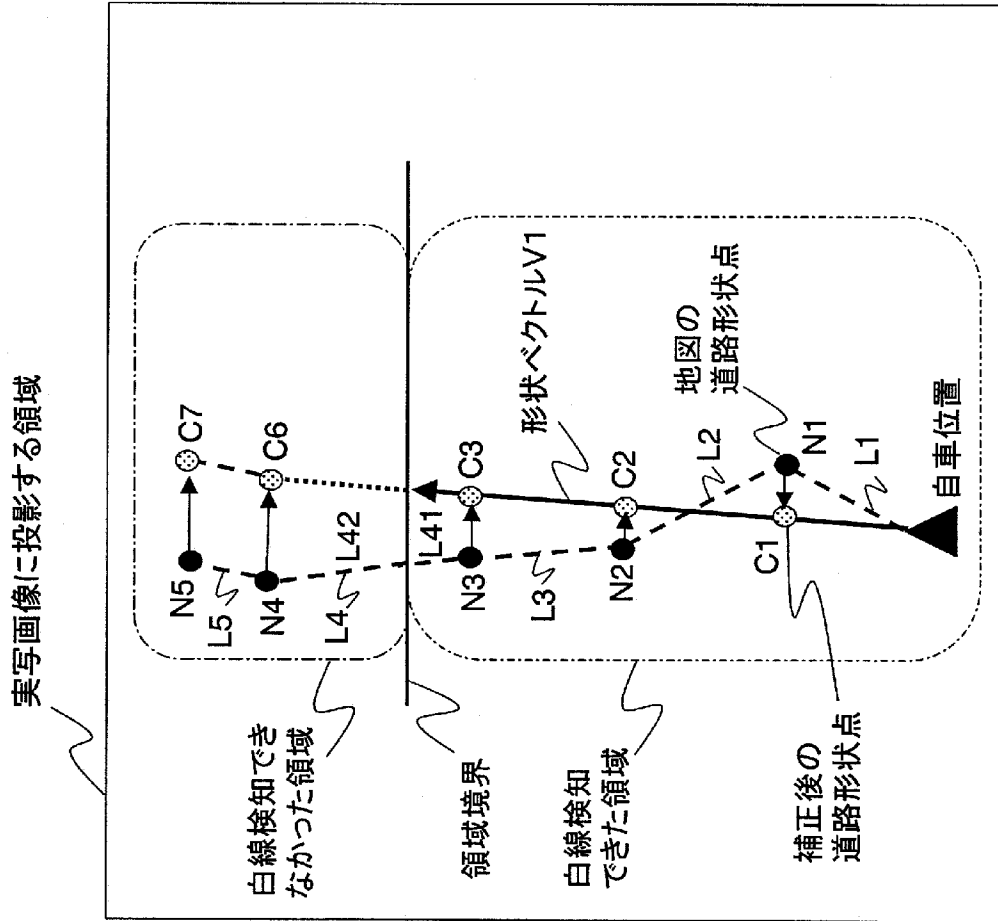 実写画像に投影する領域
N5
C7
L5
N4
C6
L4
L42
白線検知でき
なかった領域
領域境界
L41
N3
C3
L3
形状ベクトルV1
N2
C2
白線検知
できた領域
L2
地図の
道路形状点
C1
N1
L1
補正後の
道路形状点
自車位置